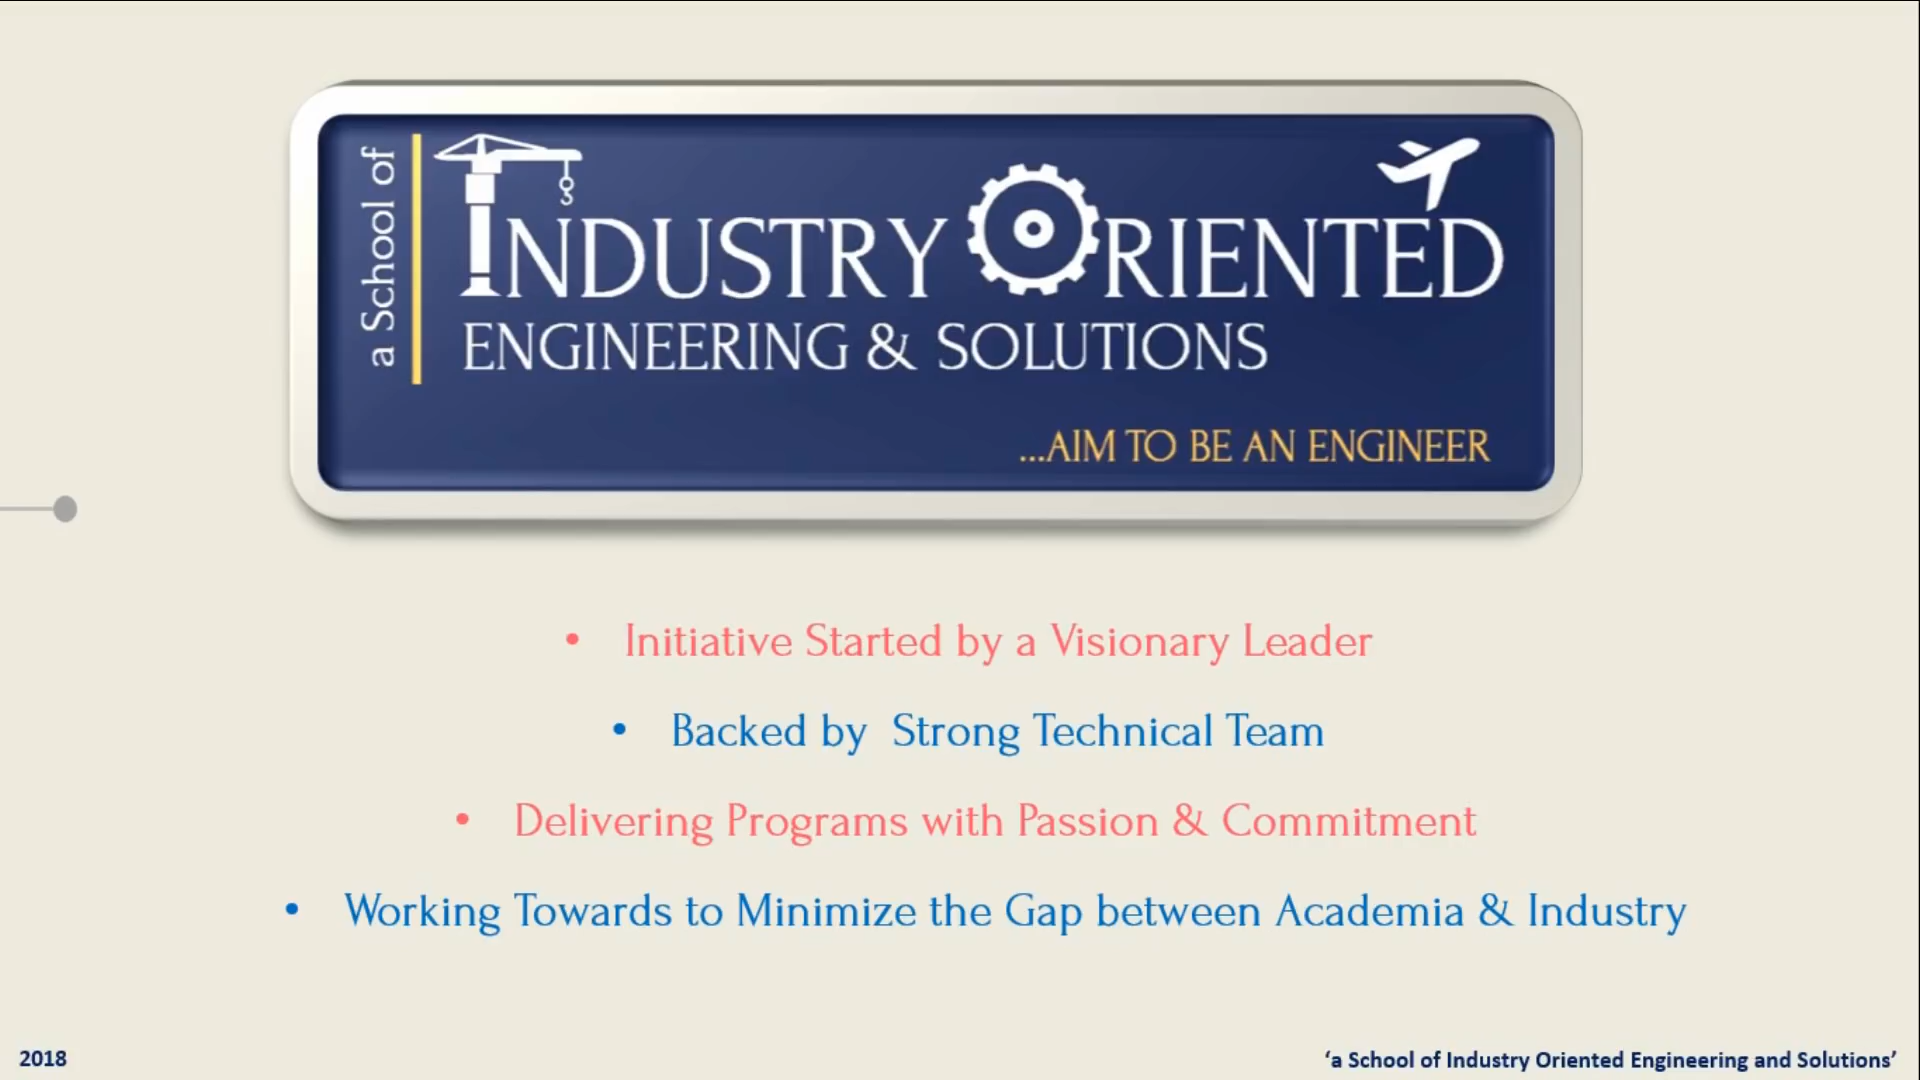 a School of
INDUSTRY ORIENTED
ENGINEERING & SOLUTIONS
...AIM TO BE AN ENGINEER
• Initiative Started by a Visionary Leader
• Backed by Strong Technical Team
• Delivering Programs with Passion & Commitment
• Working Towards to Minimize the Gap between Academia & Industry
2018
‘a School of Industry Oriented Engineering and Solutions’